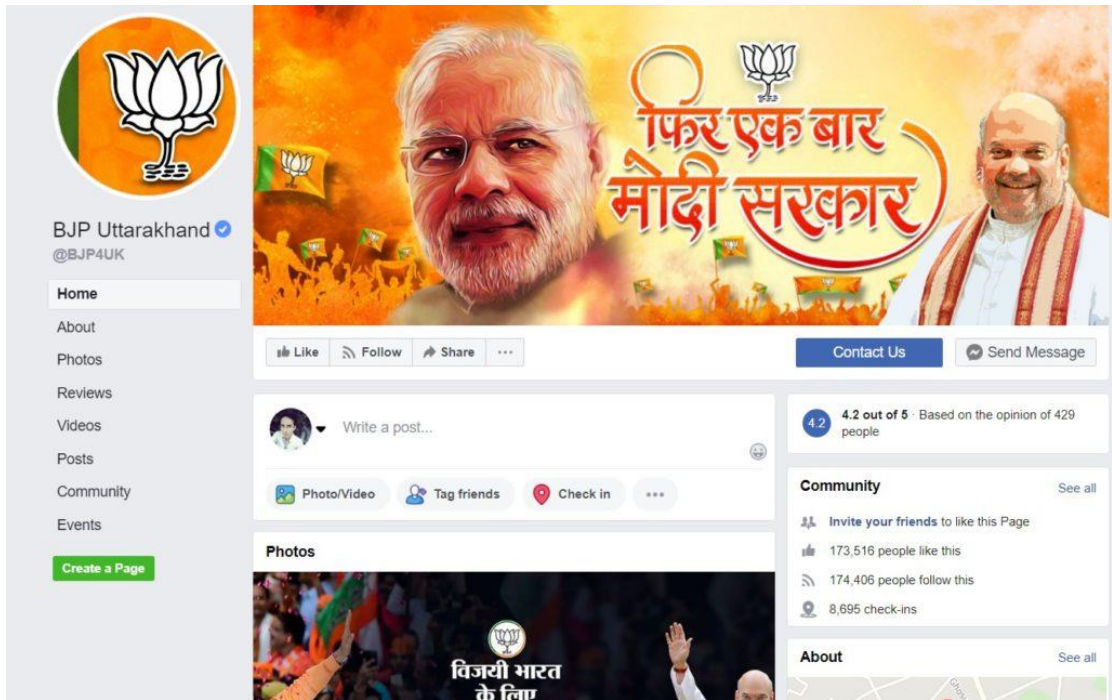 फिर एक बार
मोदी सरकार
BJP Uttarakhand
@BJP4UK
Home
About
Photos
Reviews
Videos
Posts
Community
Events
Create a Page
Like Follow Share ...
Contact Us Send Message
Write a post...
Photo/Video Tag friends Check in ...
Photos
विजयी भारत
के लिए
4.2 4.2 out of 5 · Based on the opinion of 429
people
Community See all
Invite your friends to like this Page
173,516 people like this
174,406 people follow this
8,695 check-ins
About See all